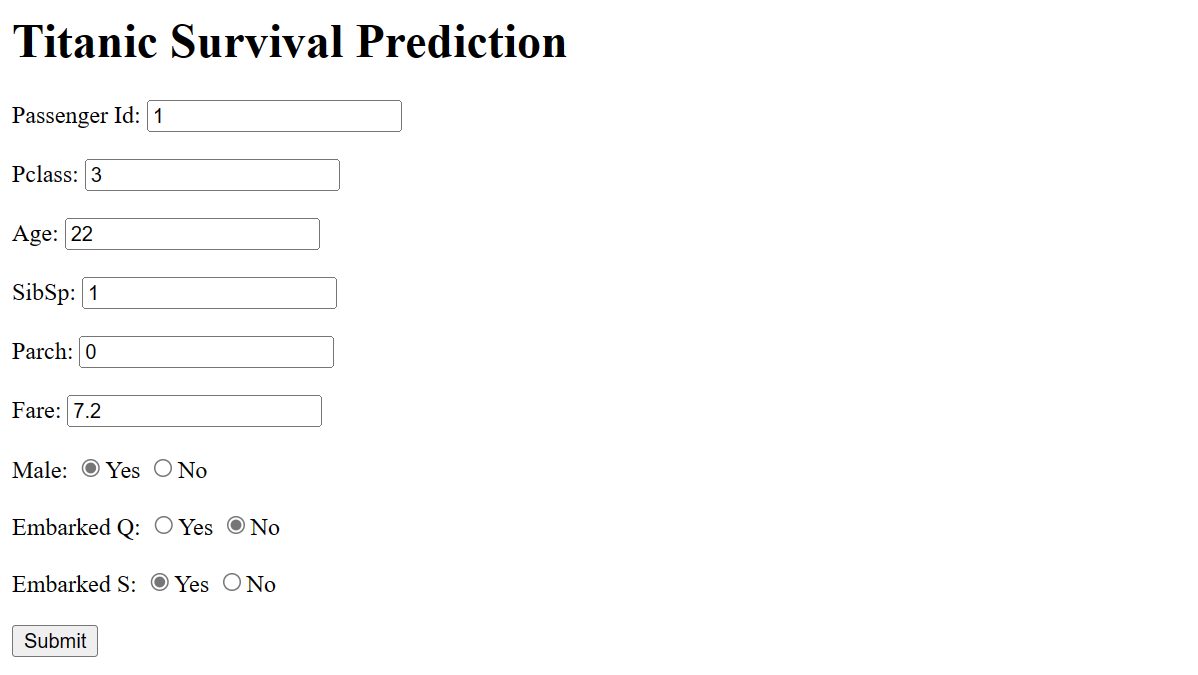 Titanic Survival Prediction
Passenger Id: 1
Pclass: 3
Age: 22
SibSp: 1
Parch: 0
Fare: 7.2
Male: Yes No
Embarked Q: Yes No
Embarked S: Yes No
Submit